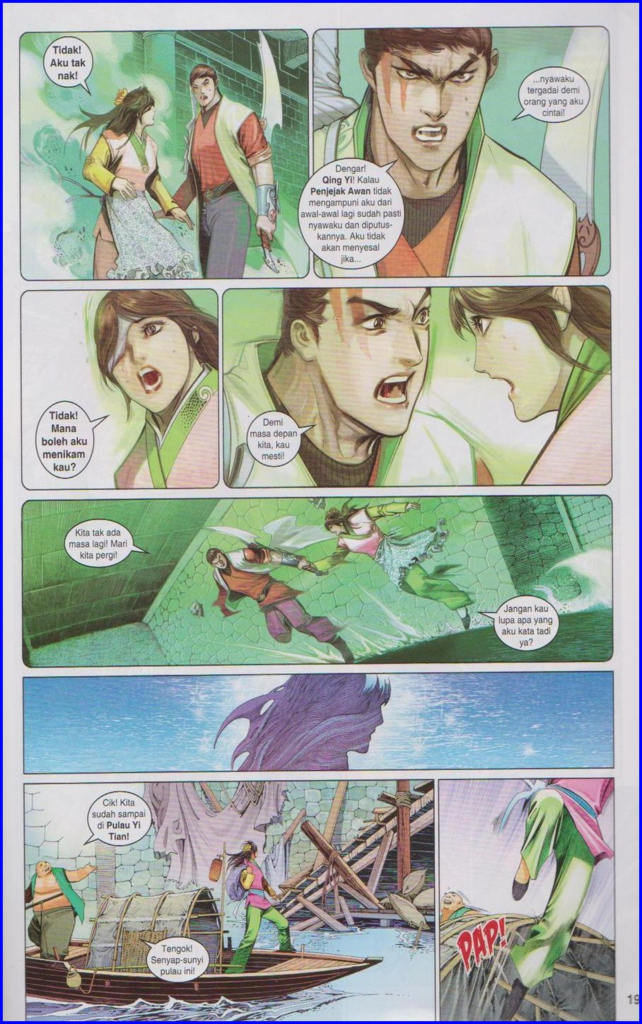 Tidak!
Aku tak
nak!
...nyawaku
tergadai demi
orang yang aku
cintai!
Dengar!
Qing Yi! Kalau
Penjejak Awan tidak
mengampuni aku dari
awal-awal lagi sudah pasti
nyawaku dan diputus-
kannya. Aku tidak
akan menyesal
jika...
Tidak!
Mana
boleh aku
menikam
kau?
Demi
masa depan
kita, kau
mesti!
Kita tak ada
masa lagi! Mari
kita pergi!
Jangan kau
lupa apa yang
aku kata tadi
ya?
Cik! Kita
sudah sampai
di Pulau Yi
Tian!
Tengok!
Senyap-sunyi
pulau ini!
PAP!
19